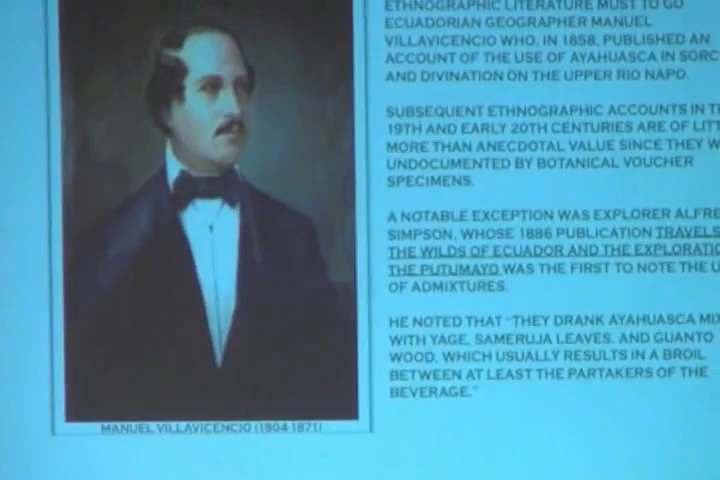 ETHNOGRAPHIC LITERATURE MUST TO GO
ECUADORIAN GEOGRAPHER MANUEL
VILLAVICENCIO WHO, IN 1858, PUBLISHED AN
ACCOUNT OF THE USE OF AYAHUASCA IN SORC
AND DIVINATION ON THE UPPER RIO NAPO.
SUBSEQUENT ETHNOGRAPHIC ACCOUNTS IN T
19TH AND EARLY 20TH CENTURIES ARE OF LITT
MORE THAN ANECDOTAL VALUE SINCE THEY W
UNDOCUMENTED BY BOTANICAL VOUCHER
SPECIMENS.
A NOTABLE EXCEPTION WAS EXPLORER ALFRE
SIMPSON, WHOSE 1886 PUBLICATION TRAVELS
THE WILDS OF ECUADOR AND THE EXPLORATIO
THE PUTUMAYO WAS THE FIRST TO NOTE THE U
OF ADMIXTURES.
HE NOTED THAT "THEY DRANK AYAHUASCA MIX
WITH YAGE, SAMERUJA LEAVES, AND GUANTO
WOOD, WHICH USUALLY RESULTS IN A BROIL
BETWEEN AT LEAST THE PARTAKERS OF THE
BEVERAGE."
MANUEL VILLAVICENCIO (1804-1871)